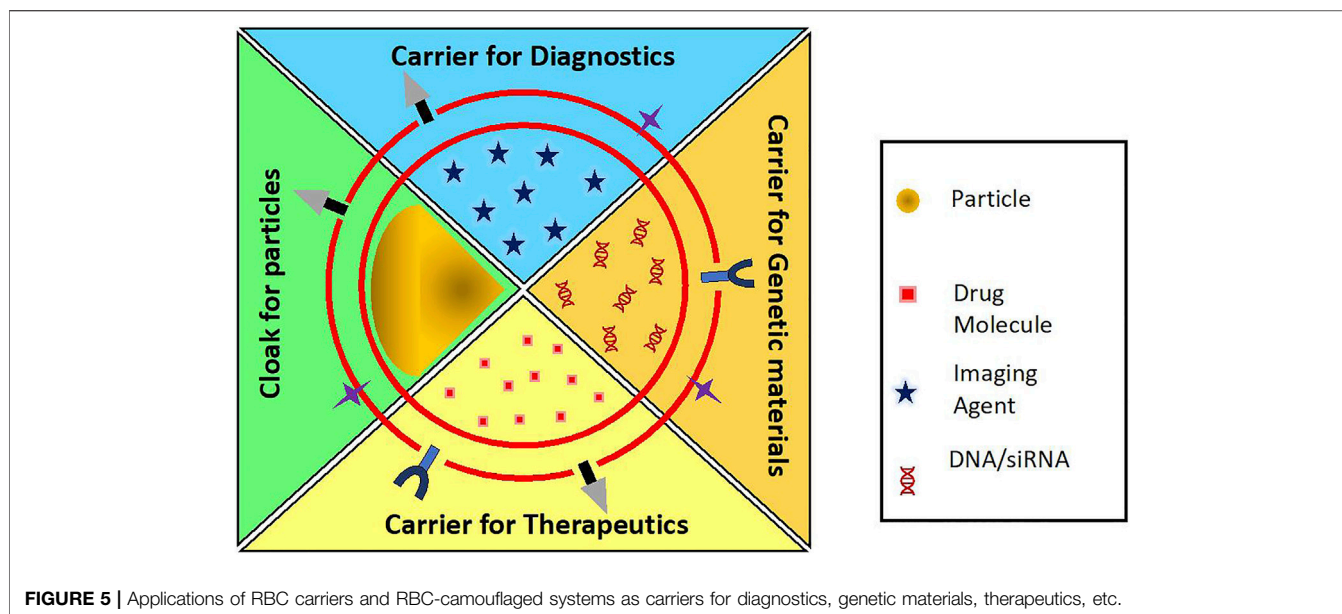 Carrier for Diagnostics
Cloak for particles
Carrier for Genetic materials
Carrier for Therapeutics
Particle
Drug
Molecule
Imaging
Agent
DNA/siRNA
FIGURE 5 | Applications of RBC carriers and RBC-camouflaged systems as carriers for diagnostics, genetic materials, therapeutics, etc.